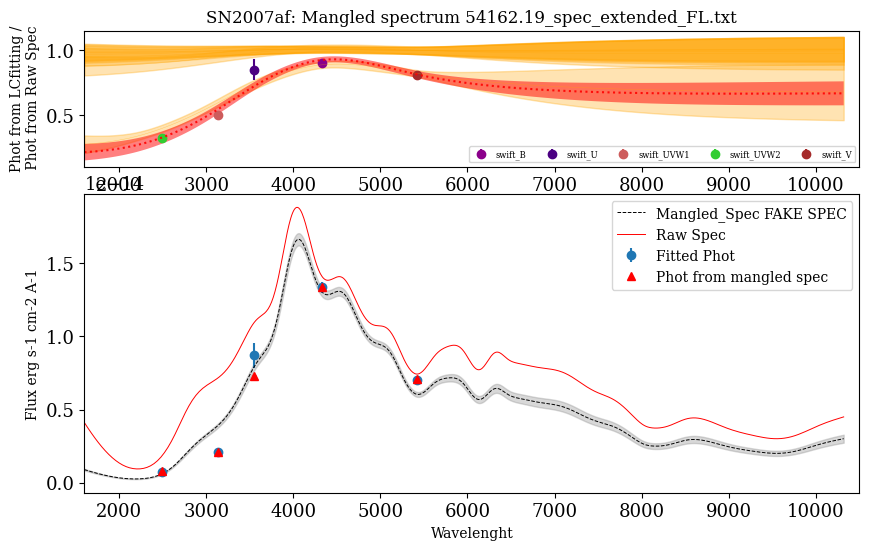 SN2007af: Mangled spectrum 54162.19_spec_extended_FL.txt
Phot from LCfitting /
Phot from Raw Spec
1.0
0.5
swift_B swift_U swift_UVW1 swift_UVW2 swift_V
2000 3000 4000 5000 6000 7000 8000 9000 10000
1e−14
Flux erg s-1 cm-2 A-1
1.5
1.0
0.5
0.0
Mangled_Spec FAKE SPEC
Raw Spec
Fitted Phot
Phot from mangled spec
2000 3000 4000 5000 6000 7000 8000 9000 10000
Wavelenght